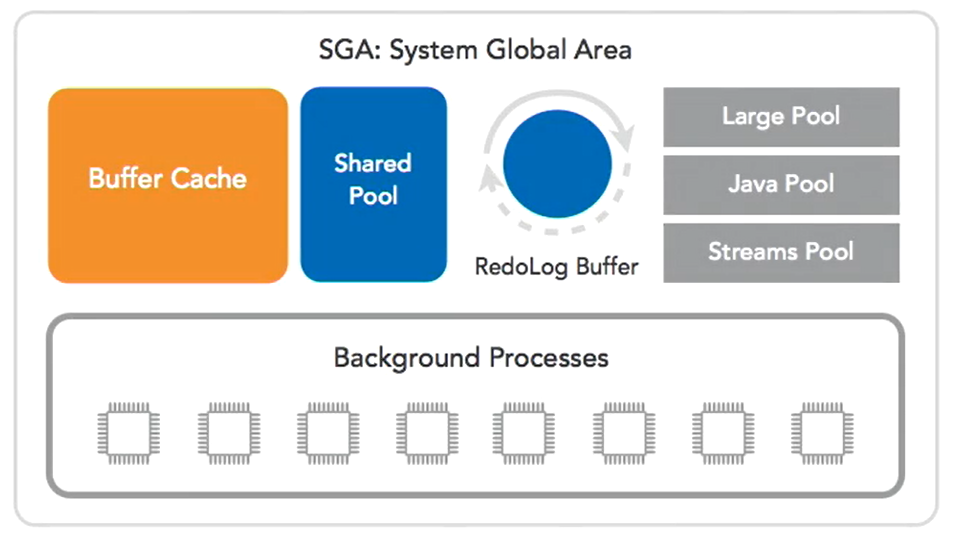 SGA: System Global Area
Buffer Cache
Shared
Pool
RedoLog Buffer
Large Pool
Java Pool
Streams Pool
Background Processes